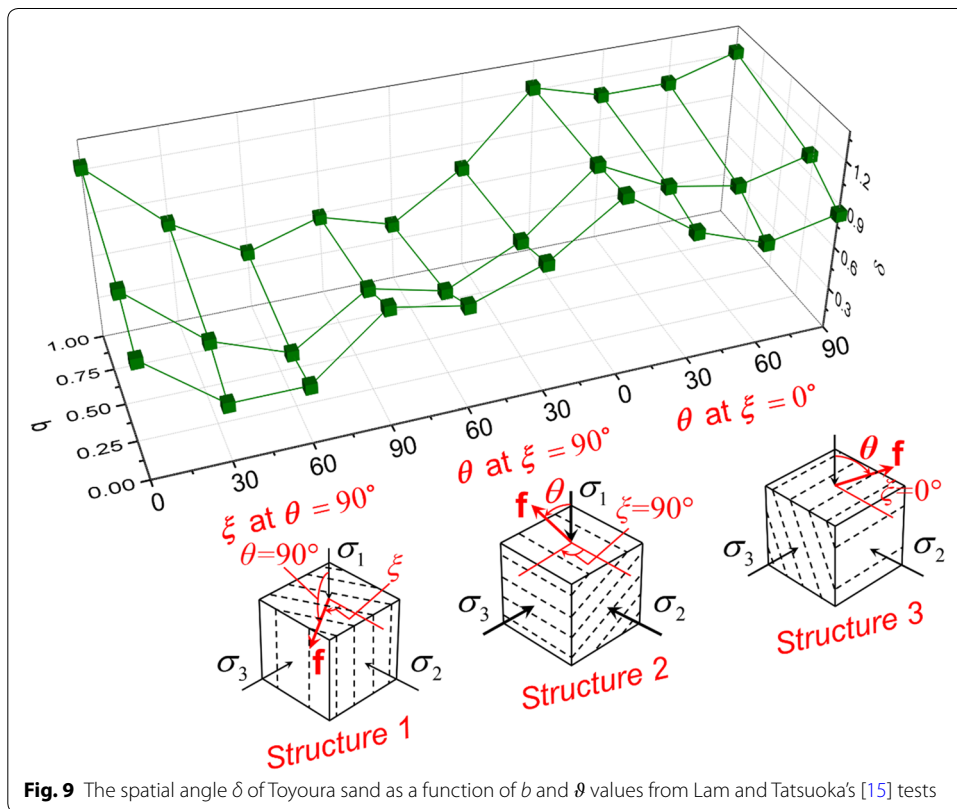 1.2
0.9
0.6
0.3
δ
1.00
0.75
0.50
0.25
0.00
b
0
30
60
90
60
30
0
30
60
90
ξ at θ = 90°
θ at ξ = 90°
θ at ξ = 0°
θ=90°
σ1
ξ
f
σ3
σ2
Structure 1
f
θ
σ1
ξ=90°
σ3
σ2
Structure 2
θ
f
ξ=0°
σ3
σ2
Structure 3
Fig. 9 The spatial angle δ of Toyoura sand as a function of b and ϑ values from Lam and Tatsuoka's [15] tests